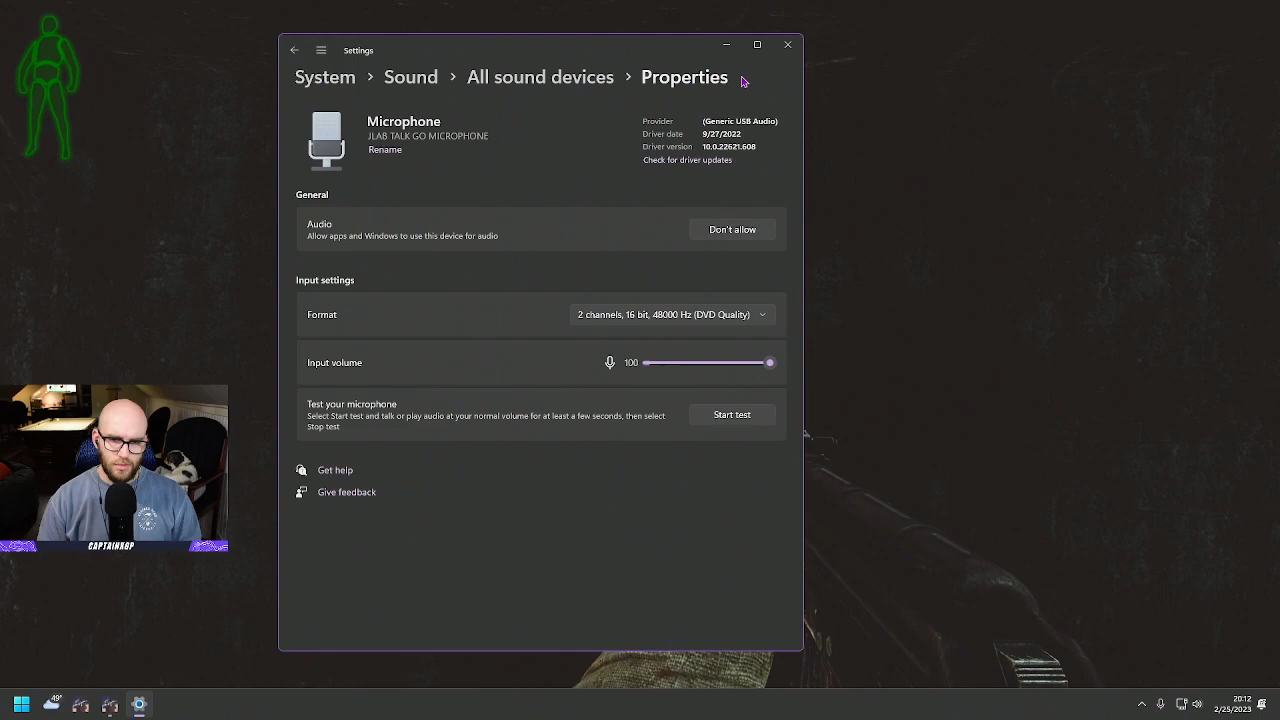 Settings
System > Sound > All sound devices > Properties
Microphone
JLAB TALK GO MICROPHONE
Rename
Provider (Generic USB Audio)
Driver date 9/27/2022
Driver version 10.0.22621.608
Check for driver updates
General
Audio
Allow apps and Windows to use this device for audio
Don't allow
Input settings
Format
2 channels, 16 bit, 48000 Hz (DVD Quality)
Input volume
100
Test your microphone
Select Start test and talk or play audio at your normal volume for at least a few seconds, then select
Stop test
Start test
Get help
Give feedback
CAPTAINX8P
49°
20:12
2/25/2023